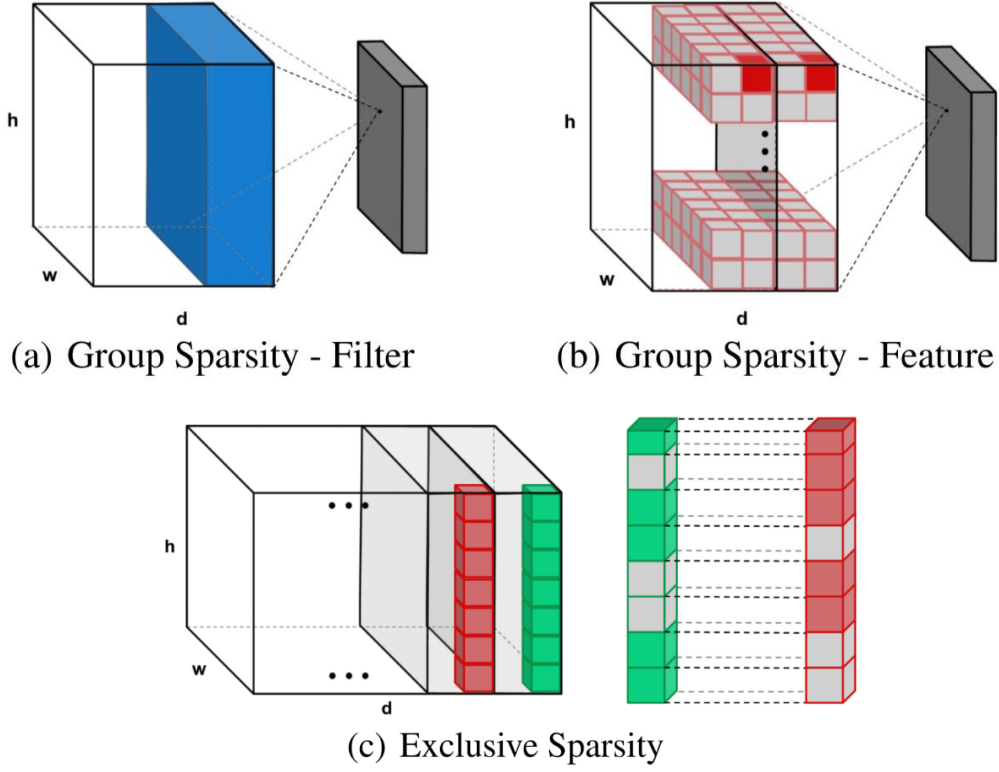 h
w
d
(a) Group Sparsity - Filter
h
w
d
(b) Group Sparsity - Feature
h
w
d
(c) Exclusive Sparsity